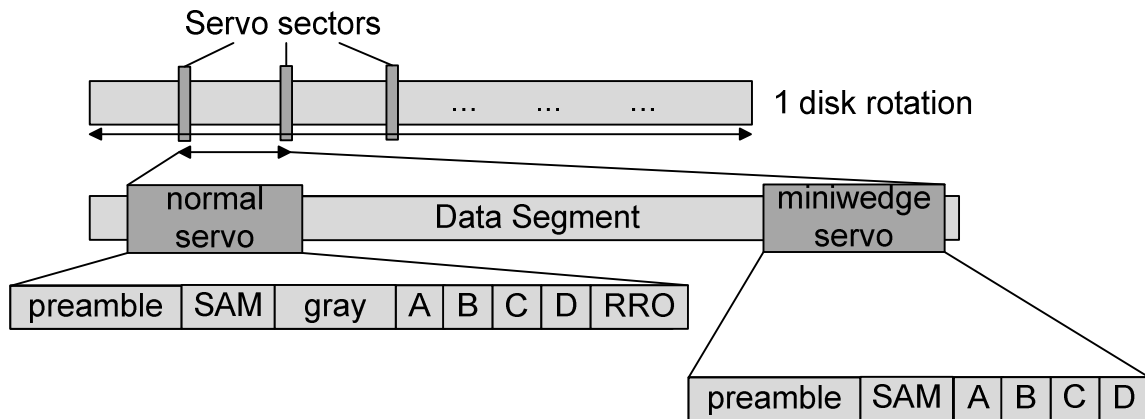 Servo sectors
... ... ...
1 disk rotation
normal
servo
Data Segment
miniwedge
servo
preamble SAM gray A B C D RRO
preamble SAM A B C D